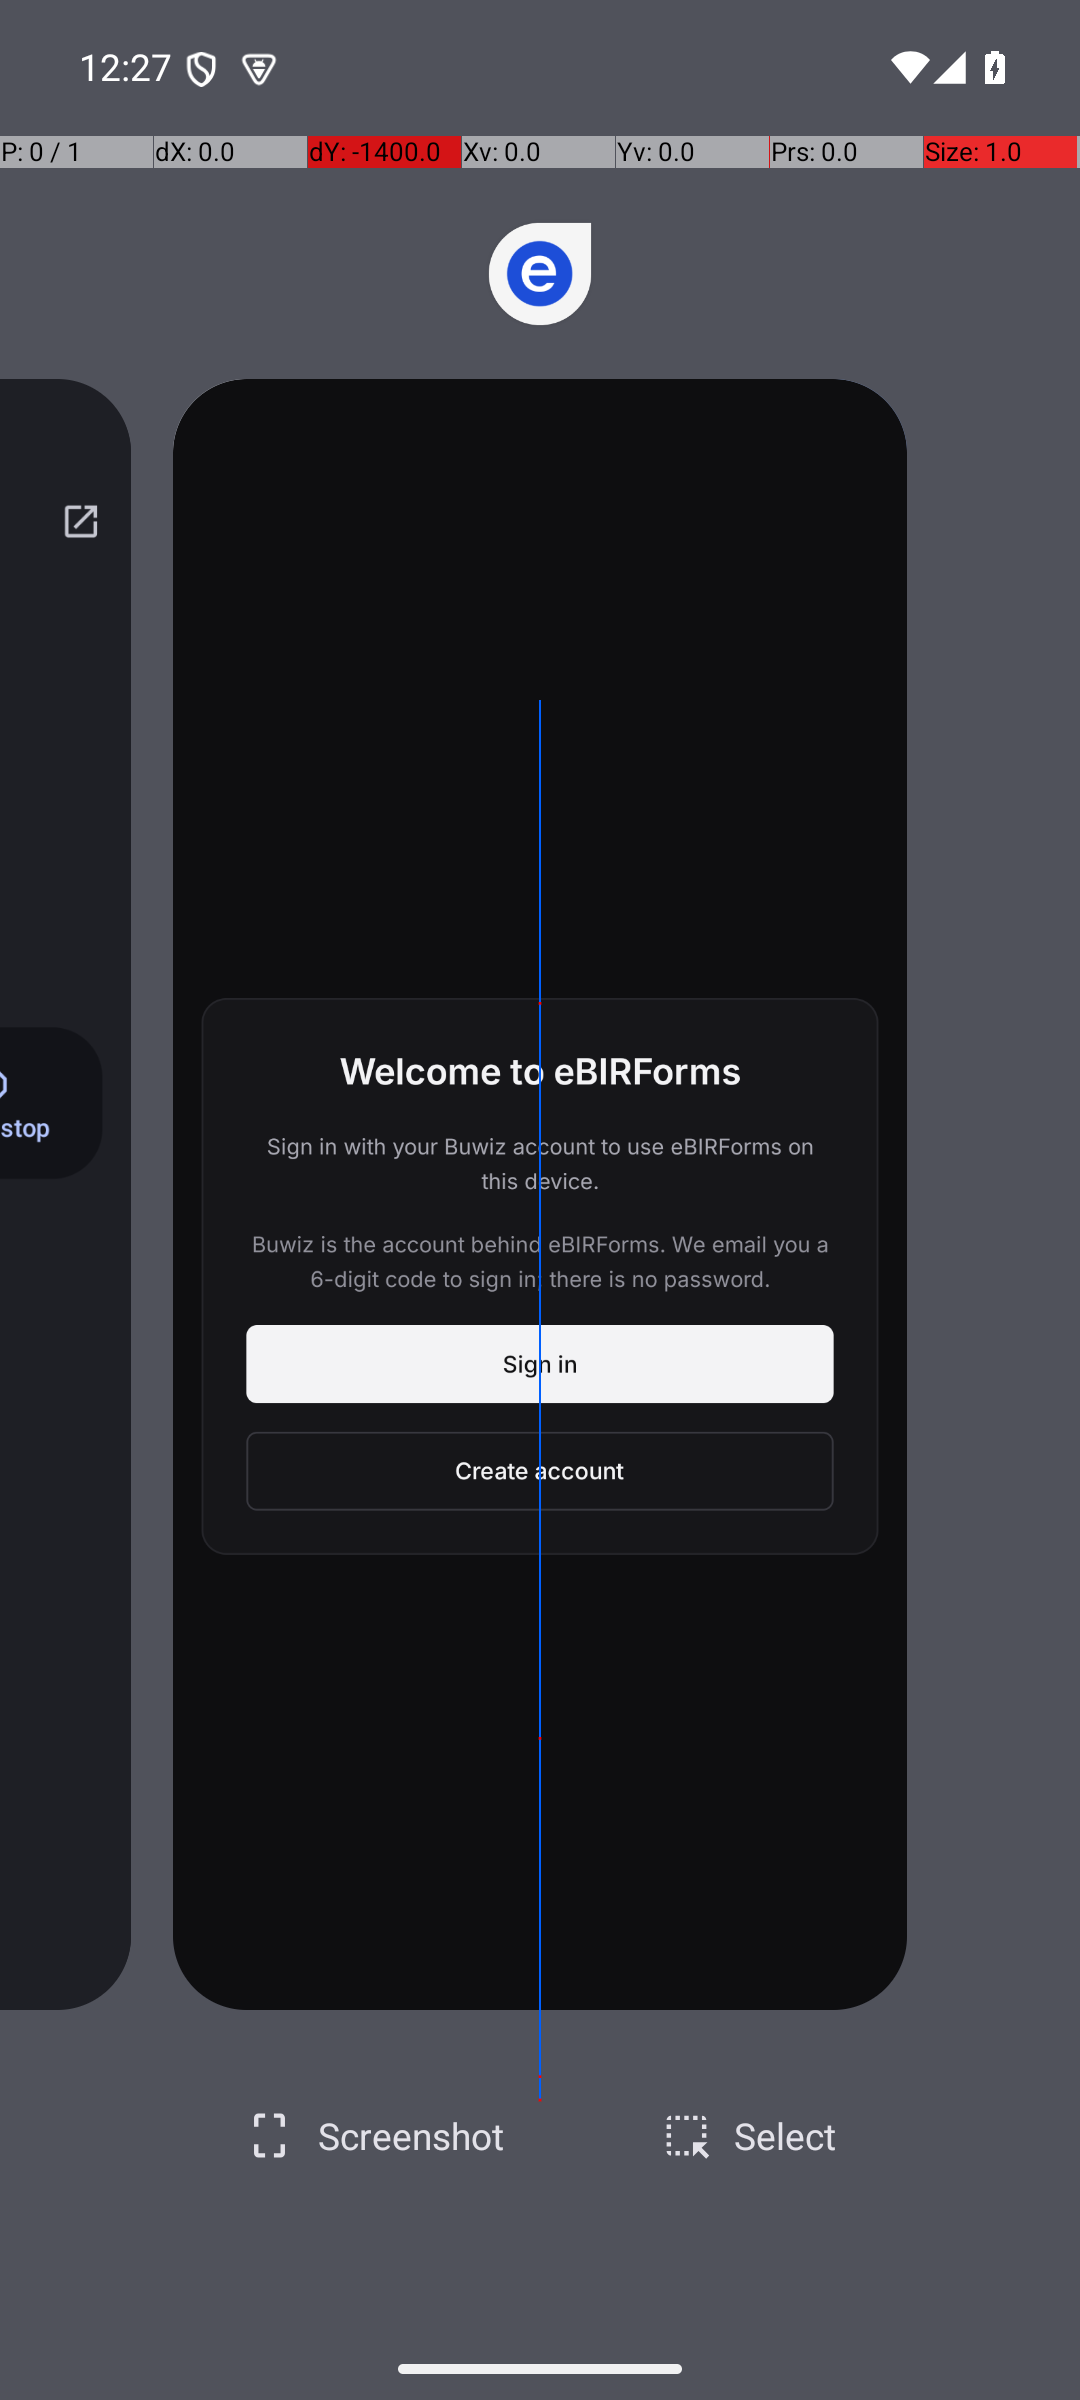 12:27
P: 0 / 1 dX: 0.0 dY: -1400.0 Xv: 0.0 Yv: 0.0 Prs: 0.0 Size: 1.0
e
stop
Welcome to eBIRForms
Sign in with your Buwiz account to use eBIRForms on
this device.
Buwiz is the account behind eBIRForms. We email you a
6-digit code to sign in; there is no password.
Sign in
Create account
Screenshot Select